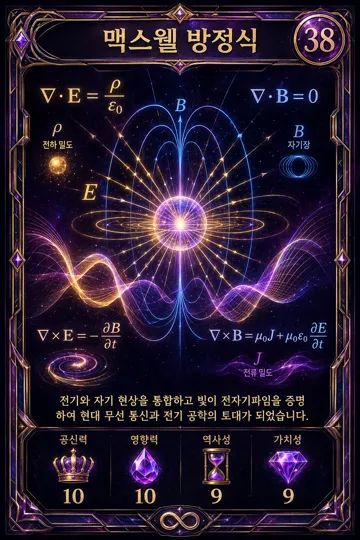 맥스웰 방정식
38
∇·E = ρ/ε₀
∇·B = 0
B
ρ
전하 밀도
B
자기장
E
∇×E = -∂B/∂t
∇×B = μ₀J + μ₀ε₀ ∂E/∂t
J
전류 밀도
전기와 자기 현상을 통합하고 빛이 전자기파임을 증명
하여 현대 무선 통신과 전기 공학의 토대가 되었습니다.
공신력 영향력 역사성 가치성
10 10 9 9